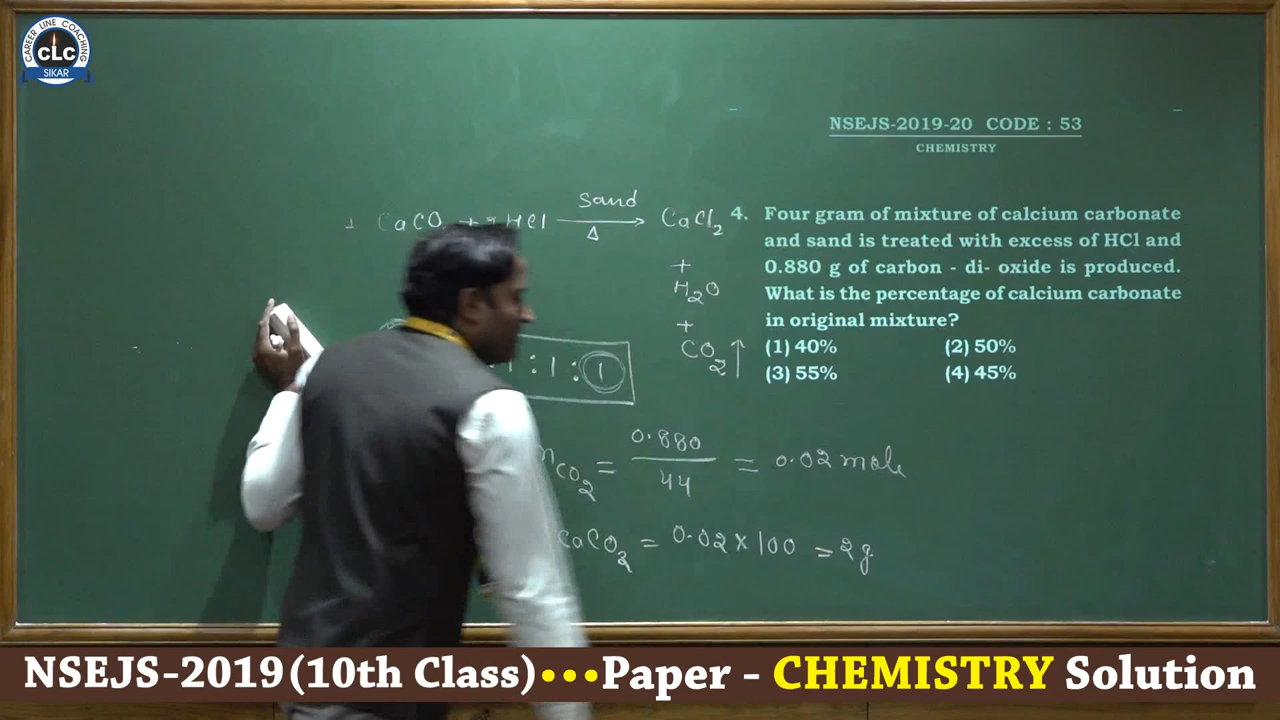 CAREER LINE COACHING
CLC
SIKAR
NSEJS-2019-20 CODE : 53
CHEMISTRY
4. Four gram of mixture of calcium carbonate
and sand is treated with excess of HCl and
0.880 g of carbon - di- oxide is produced.
What is the percentage of calcium carbonate
in original mixture?
(1) 40% (2) 50%
(3) 55% (4) 45%
Sand
CaCO + 2HCl ⟶ CaCl₂
Δ
+
H₂O
+
CO₂↑
1 : 1 : 1
nCO₂ = 0.880/44 = 0.02 mole
CaCO₃ = 0.02 × 100 = 2g
NSEJS-2019(10th Class)•••Paper - CHEMISTRY Solution